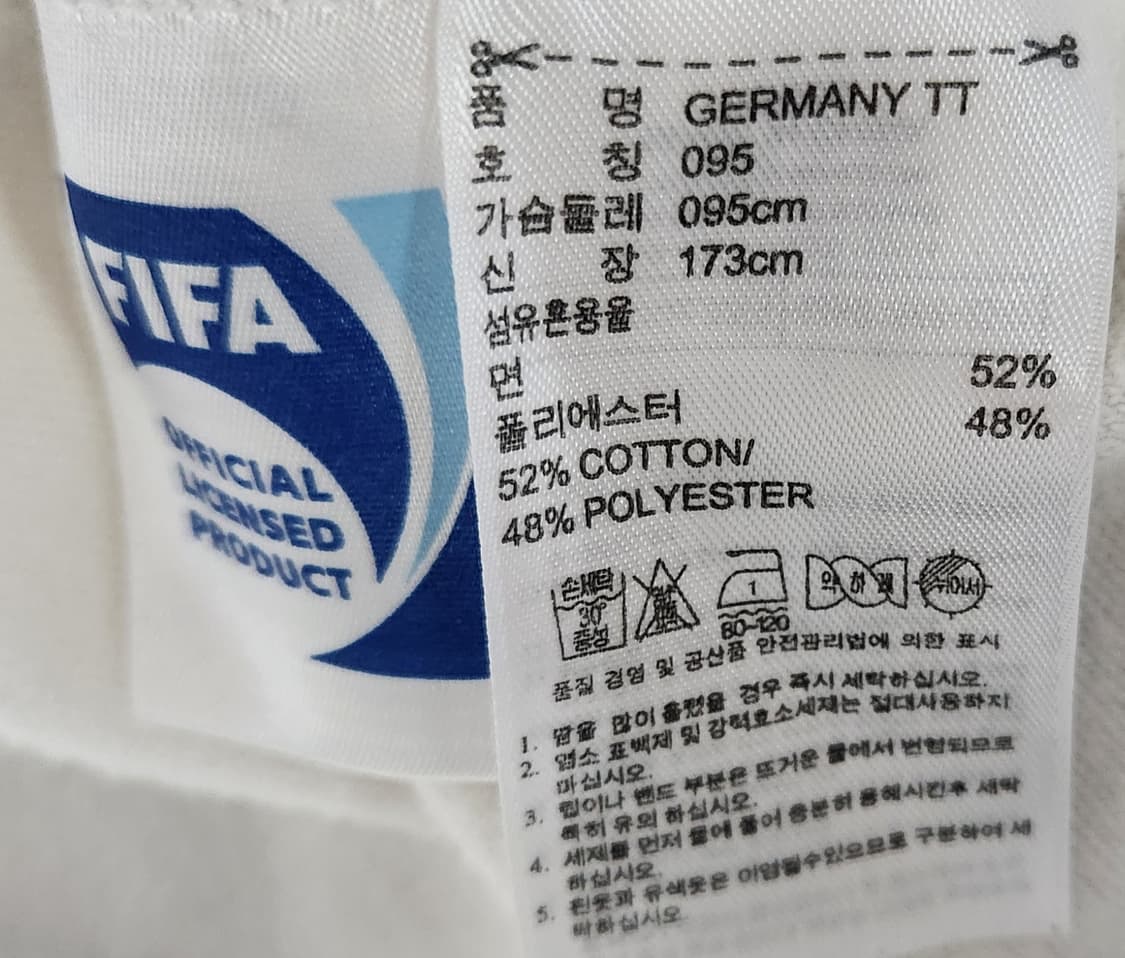 FIFA
OFFICIAL
LICENSED
PRODUCT
품 명 GERMANY TT
호 칭 095
가슴둘레 095cm
신 장 173cm
섬유혼용율
면 52%
폴리에스터 48%
52% COTTON/
48% POLYESTER
손세탁
30°
중성
1
80~120
약하게
뉘어서
품질 경영 및 공산품 안전관리법에 의한 표시
1. 땀을 많이 흘렸을 경우 즉시 세탁하십시오.
2. 염소 표백제 및 강력효소세제는 절대사용하지
마십시오.
3. 립이나 밴드 부분은 뜨거운 물에서 변형되므로
특히 유의 하십시오.
4. 세제를 먼저 물에 풀어 충분히 용해시킨후 세탁
하십시오.
5. 흰옷과 유색옷은 이염될수있으므로 구분하여 세
탁하십시오